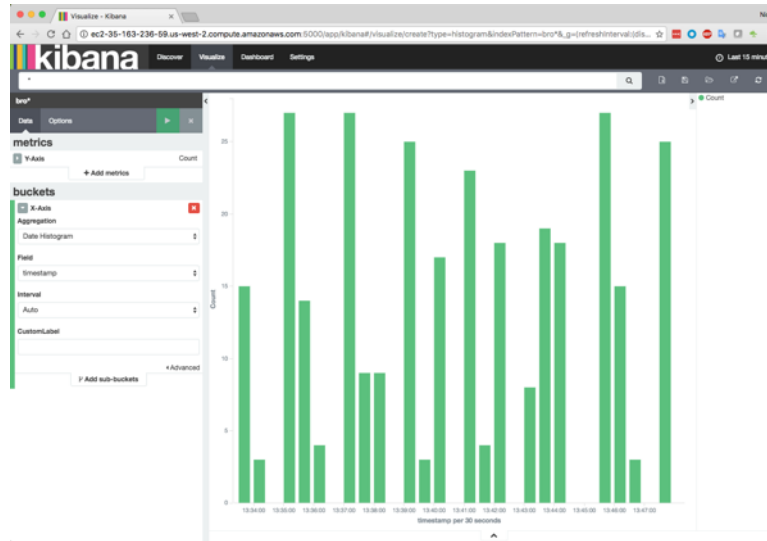 Visualize - Kibana
ec2-35-163-236-59.us-west-2.compute.amazonaws.com:5000/app/kibana#/visualize/create?type=histogram&indexPattern=bro*&_g=(refreshInterval:(dis...
kibana
Discover
Visualize
Dashboard
Settings
Last 15 minut
*
bro*
Data
Options
metrics
Y-Axis
Count
+ Add metrics
buckets
X-Axis
Aggregation
Date Histogram
Field
timestamp
Interval
Auto
CustomLabel
Advanced
Add sub-buckets
Count
25
20
15
10
5
0
Count
13:34:00 13:35:00 13:36:00 13:37:00 13:38:00 13:39:00 13:40:00 13:41:00 13:42:00 13:43:00 13:44:00 13:45:00 13:46:00 13:47:00
timestamp per 30 seconds